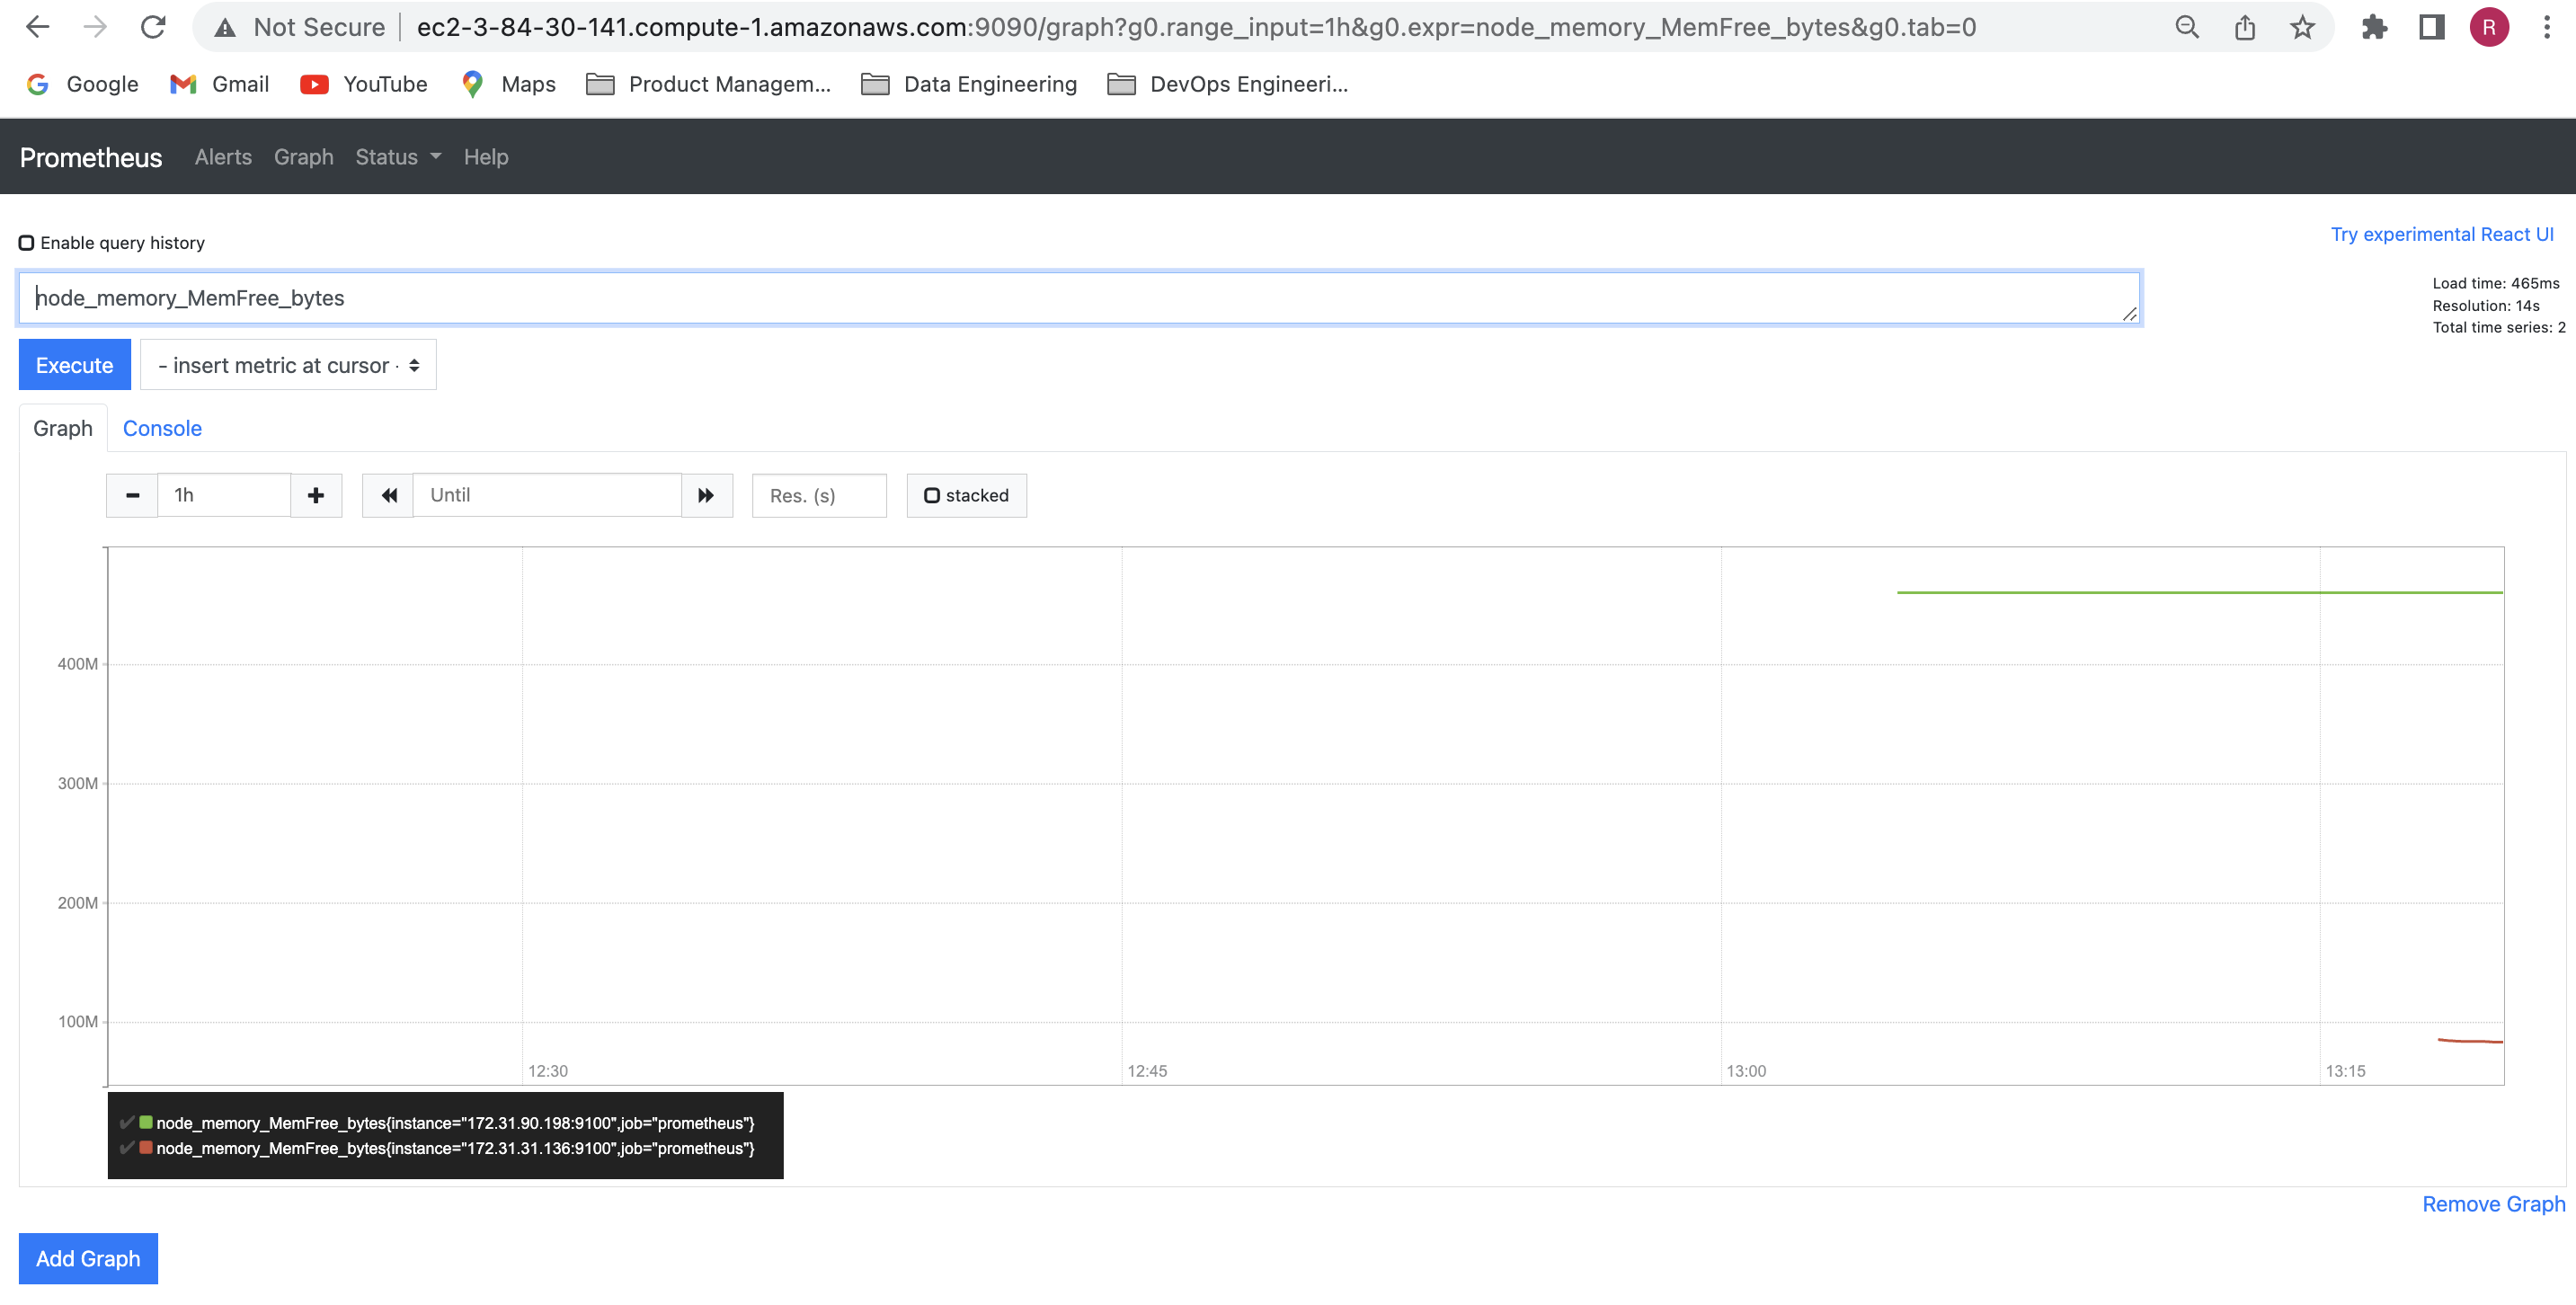 Not Secure ec2-3-84-30-141.compute-1.amazonaws.com:9090/graph?g0.range_input=1h&g0.expr=node_memory_MemFree_bytes&g0.tab=0 R
Google Gmail YouTube Maps Product Managem... Data Engineering DevOps Engineeri...
Prometheus Alerts Graph Status Help
Enable query history
Try experimental React UI
node_memory_MemFree_bytes
Load time: 465ms
Resolution: 14s
Total time series: 2
Execute - insert metric at cursor -
Graph Console
1h Until Res. (s) stacked
400M
300M
200M
100M
12:30 12:45 13:00 13:15
node_memory_MemFree_bytes{instance="172.31.90.198:9100",job="prometheus"}
node_memory_MemFree_bytes{instance="172.31.31.136:9100",job="prometheus"}
Remove Graph
Add Graph